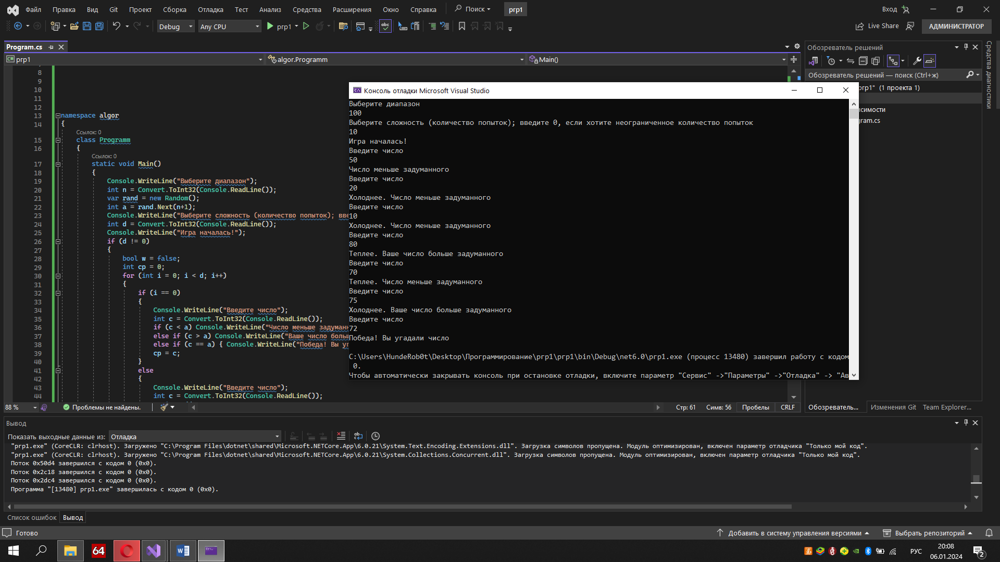 Файл Правка Вид Git Проект Сборка Отладка Тест Анализ Средства Расширения Окно Справка Поиск prp1 Вход
Debug Any CPU prp1 Live Share АДМИНИСТРАТОР
Program.cs
prp1 algor.Programm Main()
8
9
10
11
12
13 namespace algor
14 {
Ссылок: 0
15 class Programm
16 {
Ссылок: 0
17 static void Main()
18 {
19 Console.WriteLine("Выберите диапазон");
20 int n = Convert.ToInt32(Console.ReadLine());
21 var rand = new Random();
22 int a = rand.Next(n+1);
23 Console.WriteLine("Выберите сложность (количество попыток); вве
24 int d = Convert.ToInt32(Console.ReadLine());
25 Console.WriteLine("Игра началась!");
26 if (d != 0)
27 {
28 bool w = false;
29 int cp = 0;
30 for (int i = 0; i < d; i++)
31 {
32 if (i == 0)
33 {
34 Console.WriteLine("Введите число");
35 int c = Convert.ToInt32(Console.ReadLine());
36 if (c < a) Console.WriteLine("Число меньше задуман
37 else if (c > a) Console.WriteLine("Ваше число боль
38 else if (c == a) { Console.WriteLine("Победа! Вы уг
39 cp = c;
40 }
41 else
42 {
43 Console.WriteLine("Введите число");
44 int c = Convert.ToInt32(Console.ReadLine());
Консоль отладки Microsoft Visual Studio
Выберите диапазон
100
Выберите сложность (количество попыток); введите 0, если хотите неограниченное количество попыток
10
Игра началась!
Введите число
50
Число меньше задуманного
Введите число
20
Холоднее. Число меньше задуманного
Введите число
10
Холоднее. Число меньше задуманного
Введите число
80
Теплее. Ваше число больше задуманного
Введите число
70
Теплее. Число меньше задуманного
Введите число
75
Холоднее. Ваше число больше задуманного
Введите число
72
Победа! Вы угадали число
C:\Users\HundeRob0t\Desktop\Программирование\prp1\prp1\bin\Debug\net6.0\prp1.exe (процесс 13480) завершил работу с кодом
0.
Чтобы автоматически закрывать консоль при остановке отладки, включите параметр "Сервис" ->"Параметры" ->"Отладка" -> "Ав
Обозреватель решений
Обозреватель решений — поиск (Ctrl+ж)
prp1" (1 проекта 1)
исимости
gram.cs
Средства диагностики
Обозреватель... Изменения Git Team Explorer...
88 % Проблемы не найдены. Стр: 61 Симв: 56 Пробелы CRLF
Вывод
Показать выходные данные из: Отладка
"prp1.exe" (CoreCLR: clrhost). Загружено "C:\Program Files\dotnet\shared\Microsoft.NETCore.App\6.0.21\System.Text.Encoding.Extensions.dll". Загрузка символов пропущена. Модуль оптимизирован, включен параметр отладчика "Только мой код".
"prp1.exe" (CoreCLR: clrhost). Загружено "C:\Program Files\dotnet\shared\Microsoft.NETCore.App\6.0.21\System.Collections.Concurrent.dll". Загрузка символов пропущена. Модуль оптимизирован, включен параметр отладчика "Только мой код".
Поток 0x50d4 завершился с кодом 0 (0x0).
Поток 0x2c18 завершился с кодом 0 (0x0).
Поток 0x2dc4 завершился с кодом 0 (0x0).
Программа "[13480] prp1.exe" завершилась с кодом 0 (0x0).
Список ошибок Вывод
Готово Добавить в систему управления версиями Выбрать репозиторий
64 РУС 20:08
06.01.2024 2